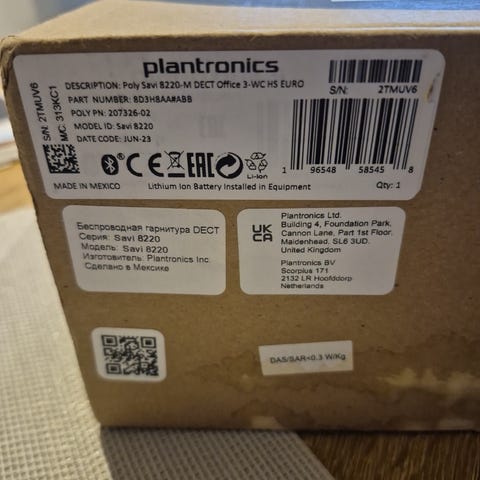 plantronics
DESCRIPTION: Poly Savi 8220-M DECT Office 3-WC HS EURO
PART NUMBER: 8D3H8AA#ABB
POLY PN: 207326-02
MODEL ID: Savi 8220
DATE CODE: JUN-23
S/N: 2TMUV6
M/C: 313KC1
S/N: 2TMUV6
CE EAC
Li-Ion
1 96548 58545 8
MADE IN MEXICO
Lithium Ion Battery Installed in Equipment
Qty: 1
Беспроводная гарнитура DECT
Серия: Savi 8220
Модель: Savi 8220
Изготовитель: Plantronics Inc.
Сделано в Мексике
UK
CA
Plantronics Ltd.
Building 4, Foundation Park,
Cannon Lane, Part 1st Floor,
Maidenhead, SL6 3UD.
United Kingdom
Plantronics BV
Scorpius 171
2132 LR Hoofddorp
Netherlands
DAS/SAR<0.3 W/Kg